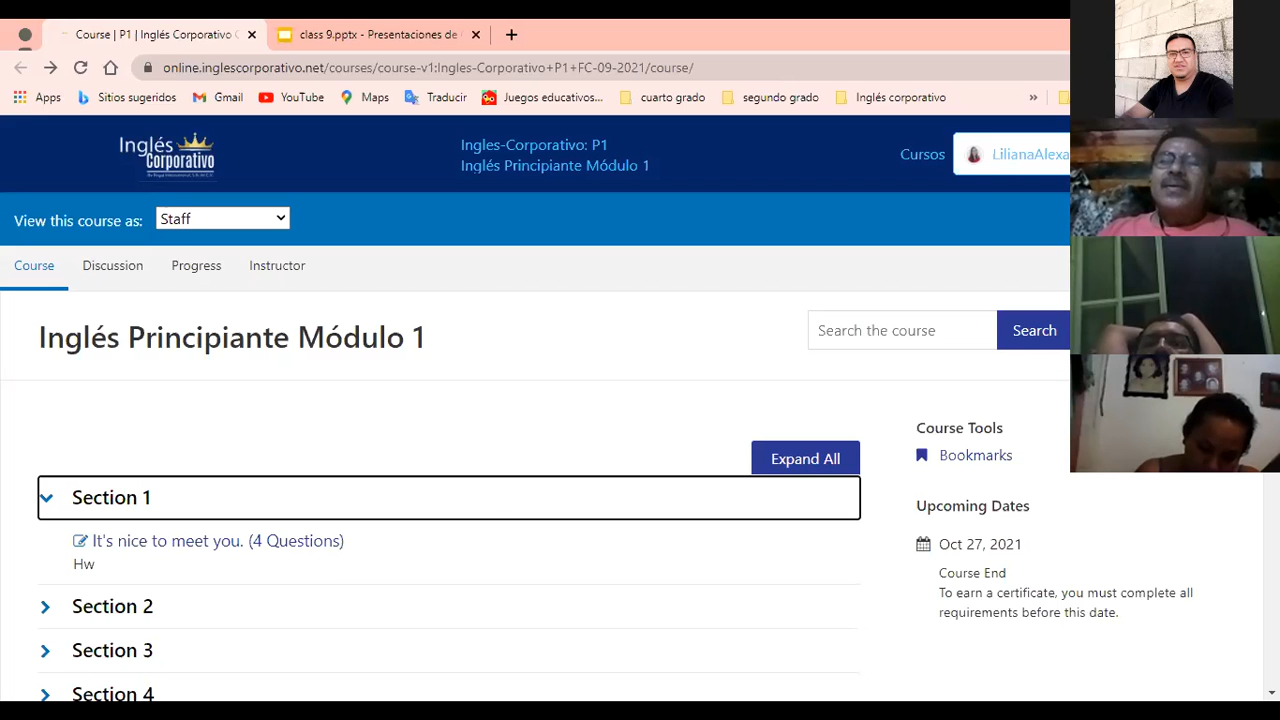 Course | P1 | Inglés Corporativo
class 9.pptx - Presentaciones de
online.inglescorporativo.net/courses/course-v1:Ingles-Corporativo+P1+FC-09-2021/course/
Apps Sitios sugeridos Gmail YouTube Maps Traducir Juegos educativos... cuarto grado segundo grado Inglés corporativo »
Inglés
Corporativo
Ingles-Corporativo: P1
Inglés Principiante Módulo 1
Cursos
LilianaAlexa
View this course as: Staff
Course Discussion Progress Instructor
Inglés Principiante Módulo 1
Search the course Search
Expand All
Section 1
It's nice to meet you. (4 Questions)
Hw
Section 2
Section 3
Section 4
Course Tools
Bookmarks
Upcoming Dates
Oct 27, 2021
Course End
To earn a certificate, you must complete all
requirements before this date.